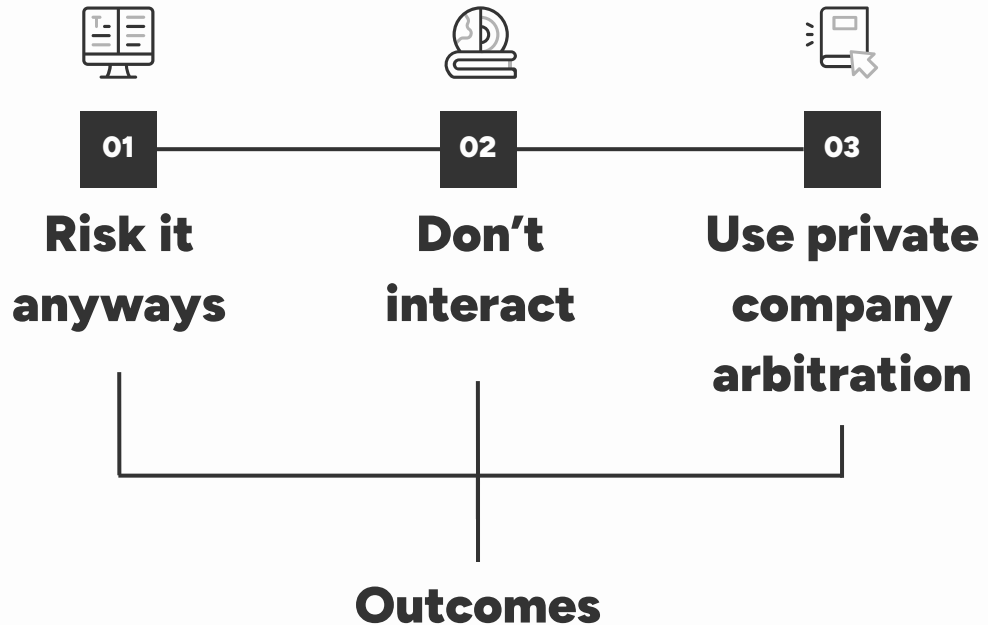 T
01
02
03
Risk it
anyways
Don’t
interact
Use private
company
arbitration
Outcomes